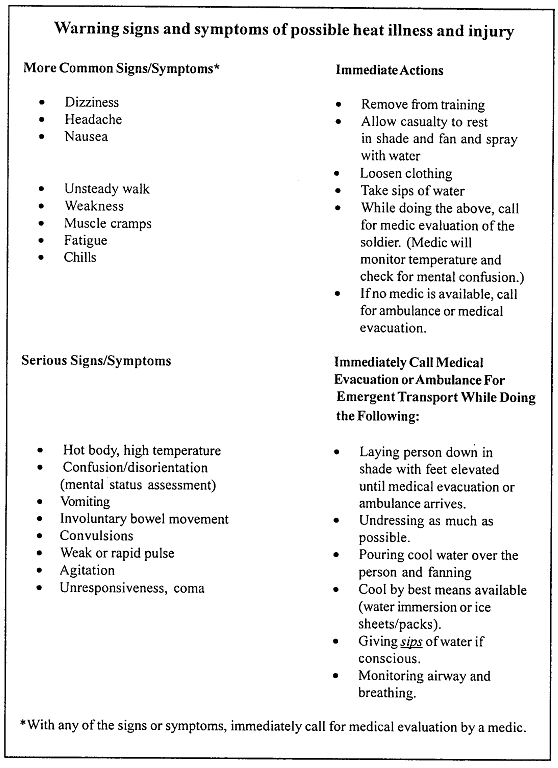 Warning signs and symptoms of possible heat illness and injury
More Common Signs/Symptoms*
• Dizziness
• Headache
• Nausea
• Unsteady walk
• Weakness
• Muscle cramps
• Fatigue
• Chills
Immediate Actions
• Remove from training
• Allow casualty to rest
in shade and fan and spray
with water
• Loosen clothing
• Take sips of water
• While doing the above, call
for medic evaluation of the
soldier. (Medic will
monitor temperature and
check for mental confusion.)
• If no medic is available, call
for ambulance or medical
evacuation.
Serious Signs/Symptoms
• Hot body, high temperature
• Confusion/disorientation
(mental status assessment)
• Vomiting
• Involuntary bowel movement
• Convulsions
• Weak or rapid pulse
• Agitation
• Unresponsiveness, coma
Immediately Call Medical
Evacuation or Ambulance For
Emergent Transport While Doing
the Following:
• Laying person down in
shade with feet elevated
until medical evacuation or
ambulance arrives.
• Undressing as much as
possible.
• Pouring cool water over the
person and fanning
• Cool by best means available
(water immersion or ice
sheets/packs).
• Giving sips of water if
conscious.
• Monitoring airway and
breathing.
*With any of the signs or symptoms, immediately call for medical evaluation by a medic.